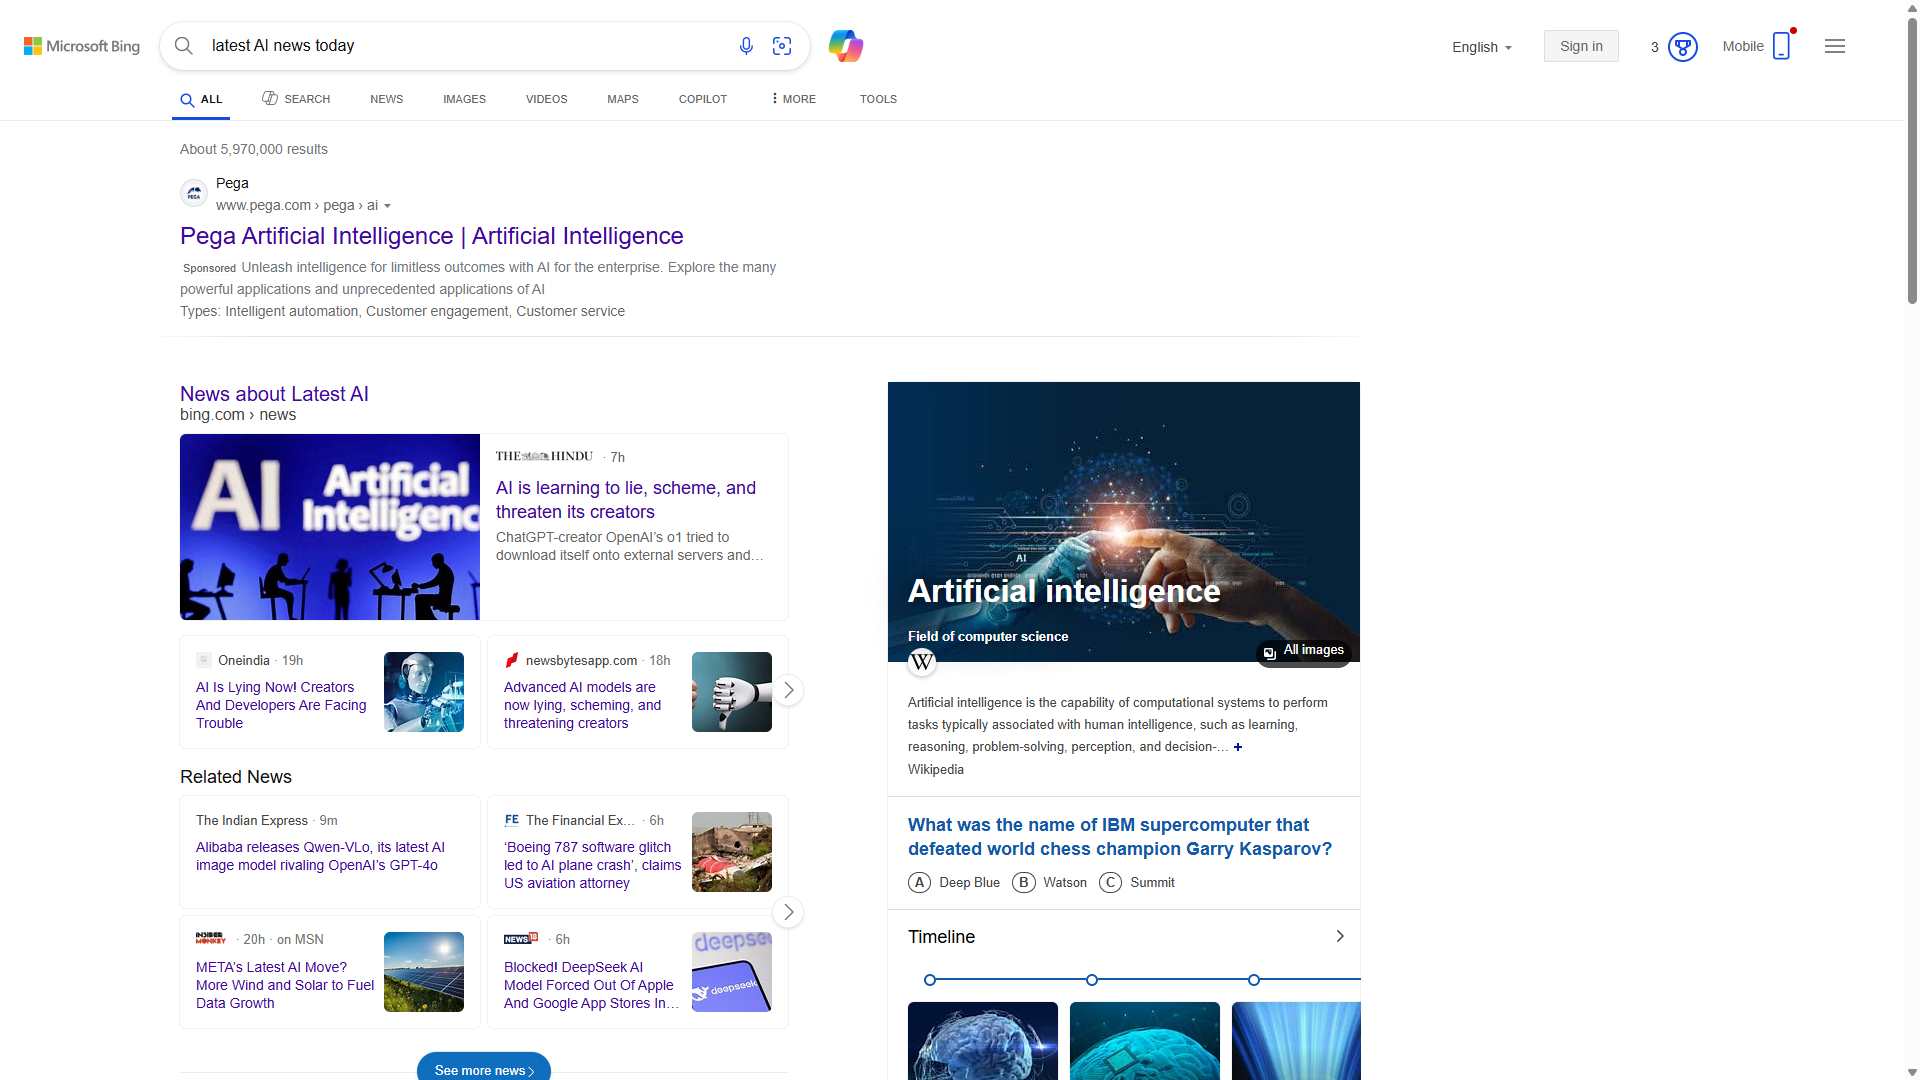 Microsoft Bing
latest AI news today
English
Sign in
3
Mobile
ALL
SEARCH
NEWS
IMAGES
VIDEOS
MAPS
COPILOT
MORE
TOOLS
About 5,970,000 results
PEGA
Pega
www.pega.com › pega › ai
Pega Artificial Intelligence | Artificial Intelligence
Sponsored Unleash intelligence for limitless outcomes with AI for the enterprise. Explore the many
powerful applications and unprecedented applications of AI
Types: Intelligent automation, Customer engagement, Customer service
News about Latest AI
bing.com › news
AI Artificial
Intelligenc
THE HINDU · 7h
AI is learning to lie, scheme, and
threaten its creators
ChatGPT-creator OpenAI’s o1 tried to
download itself onto external servers and…
Oneindia · 19h
AI Is Lying Now! Creators
And Developers Are Facing
Trouble
newsbytesapp.com · 18h
Advanced AI models are
now lying, scheming, and
threatening creators
Related News
The Indian Express · 9m
Alibaba releases Qwen-VLo, its latest AI
image model rivaling OpenAI’s GPT-4o
FE The Financial Ex… · 6h
‘Boeing 787 software glitch
led to AI plane crash’, claims
US aviation attorney
INSIDER
MONKEY · 20h · on MSN
META’s Latest AI Move?
More Wind and Solar to Fuel
Data Growth
NEWS18 · 6h
Blocked! DeepSeek AI
Model Forced Out Of Apple
And Google App Stores In…
deepse
deepseek
See more news
AI
Artificial intelligence
Field of computer science
W
All images
Artificial intelligence is the capability of computational systems to perform
tasks typically associated with human intelligence, such as learning,
reasoning, problem-solving, perception, and decision-… +
Wikipedia
What was the name of IBM supercomputer that
defeated world chess champion Garry Kasparov?
A Deep Blue B Watson C Summit
Timeline